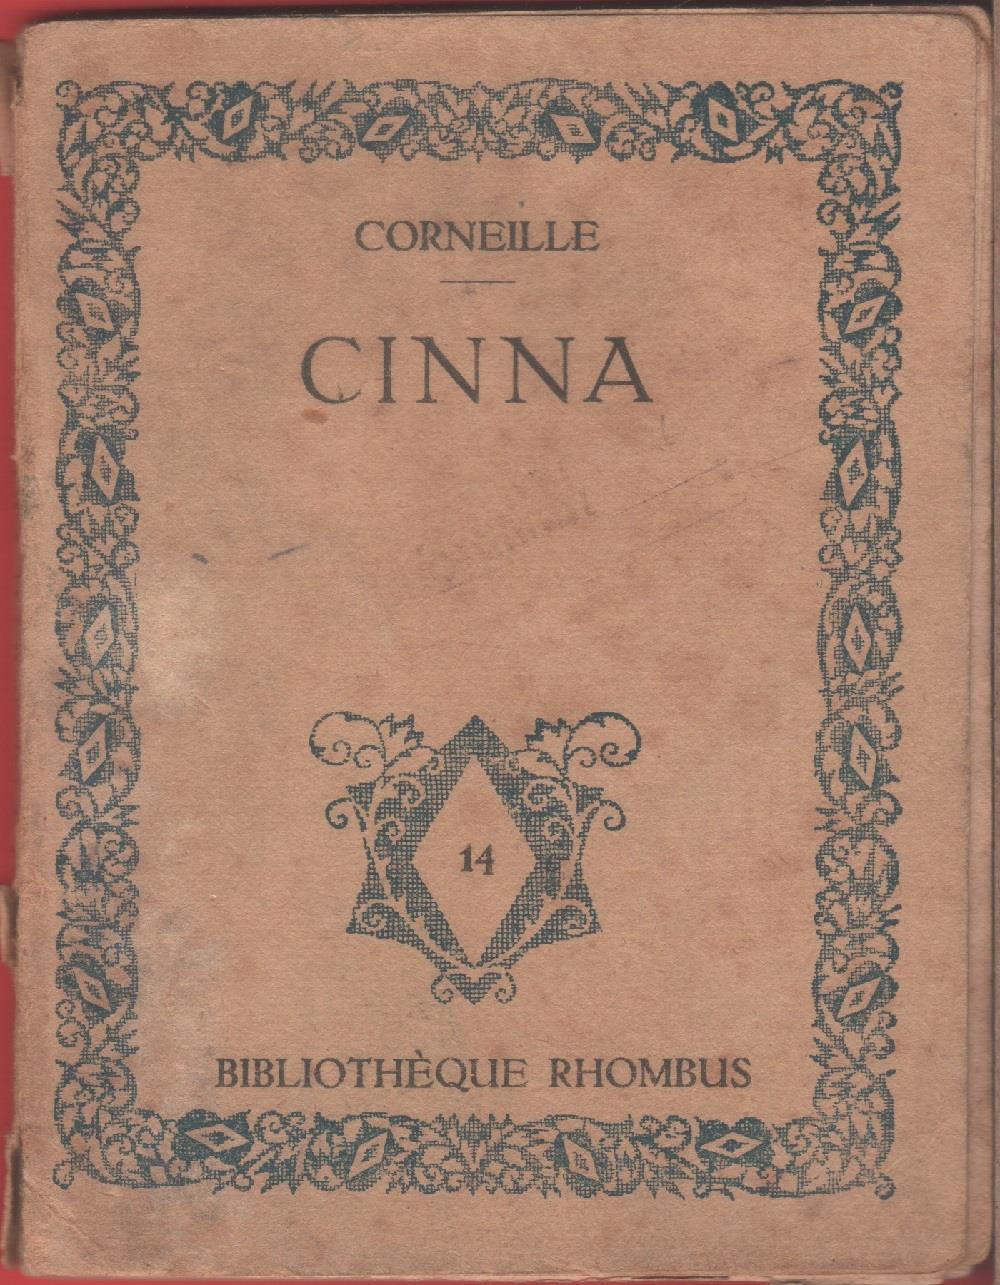 CORNEILLE
CINNA
14
BIBLIOTHÈQUE RHOMBUS